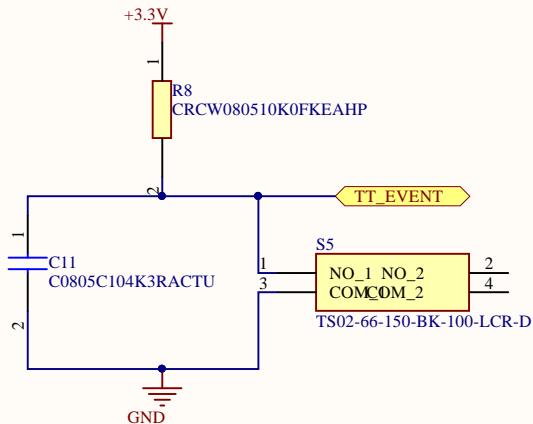 +3.3V
1
R8
CRCW080510K0FKEAHP
2
TT_EVENT
1
C11
C0805C104K3RACTU
2
S5
1 NO_1 NO_2 2
3 COM_1 COM_2 4
TS02-66-150-BK-100-LCR-D
GND